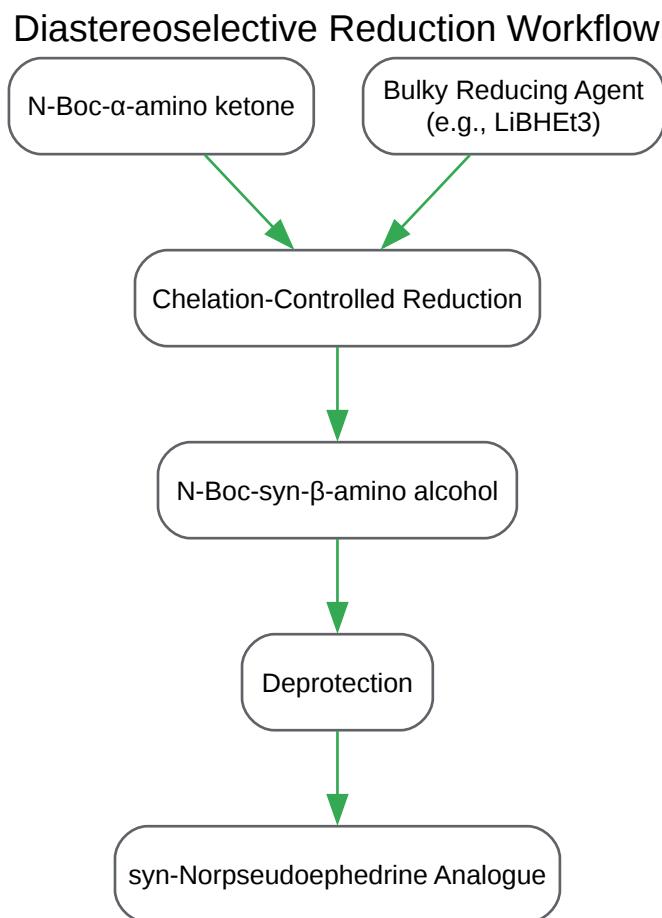 Diastereoselective Reduction Workflow
N-Boc-α-amino ketone
Bulky Reducing Agent
(e.g., LiBHEt3)
Chelation-Controlled Reduction
N-Boc-syn-β-amino alcohol
Deprotection
syn-Norpseudoephedrine Analogue